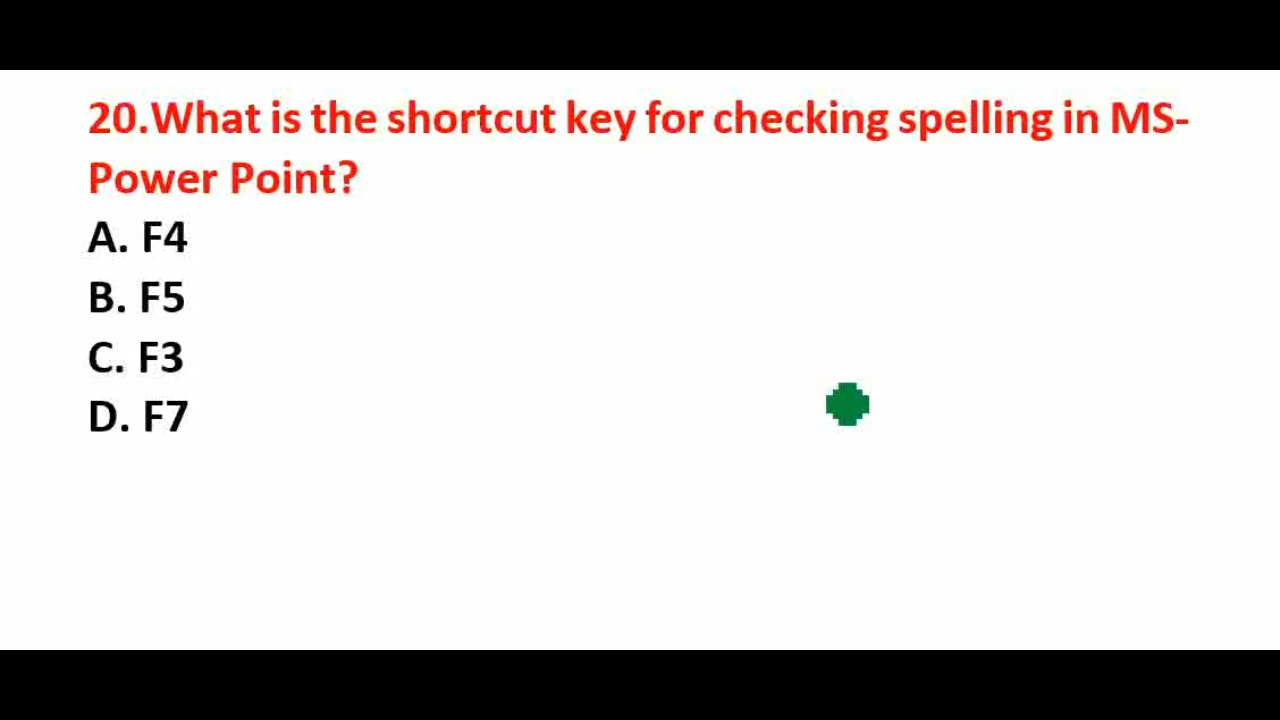 20.What is the shortcut key for checking spelling in MS-
Power Point?
A. F4
B. F5
C. F3
D. F7